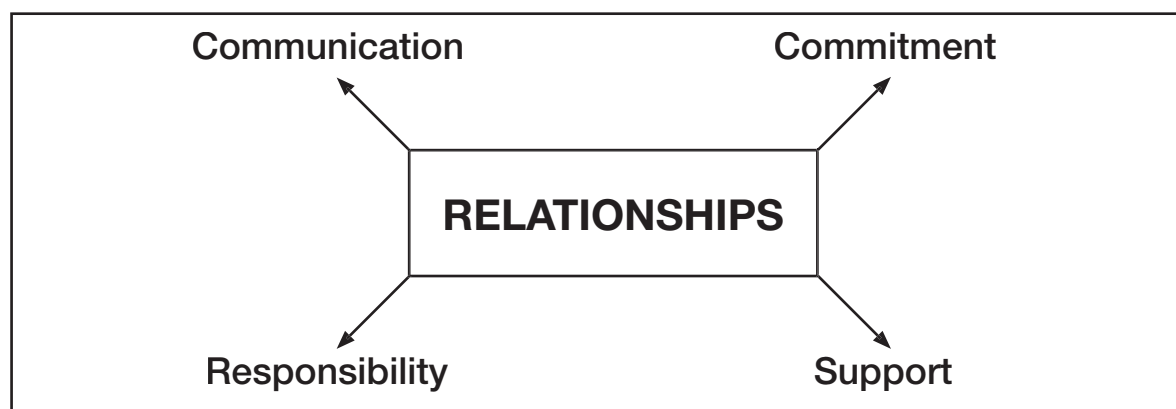 Communication
Commitment
RELATIONSHIPS
Responsibility
Support